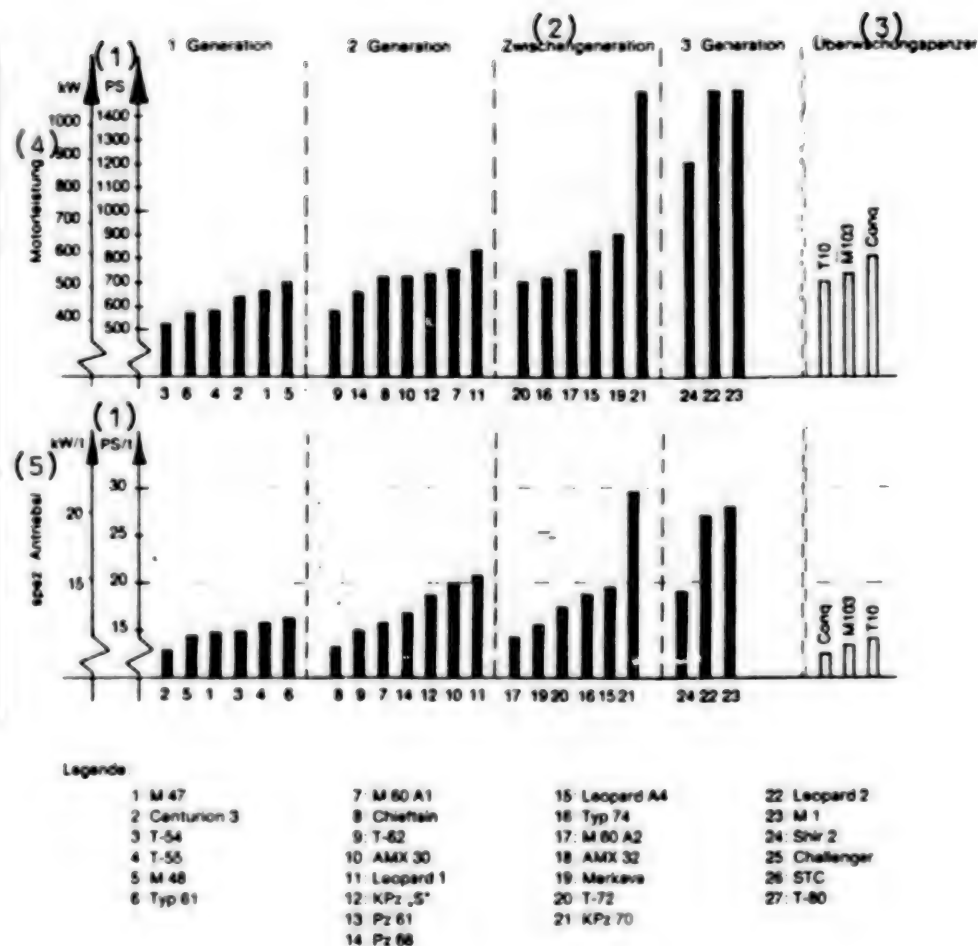 (2) (3)
1 Generation 2 Generation Zwischengeneration 3 Generation Überwachungspanzer
(1)
kW PS
(4)
Motorleistung
1000 1400
1300
900 1200
800 1100
700 1000
900
600 800
500 700
600
400 500
T10 M103 Conq
3 6 4 2 1 5 9 14 8 10 12 7 11 20 16 17 15 19 21 24 22 23
(1)
kW/t PS/t
(5)
spez Antriebsl
30
20 25
15 20
15
Conq M103 T10
2 5 1 3 4 6 8 9 7 14 12 10 11 17 19 20 16 15 21 24 22 23
Legende:
1 M 47
2 Centurion 3
3 T-54
4 T-55
5 M 48
6 Typ 61
7: M 60 A1
8 Chieftain
9: T-62
10 AMX 30
11: Leopard 1
12: KPz „S"
13 Pz 61
14 Pz 68
15: Leopard A4
16: Typ 74
17: M 60 A2
18 AMX 32
19: Merkava
20 T-72
21 KPz 70
22: Leopard 2
23: M 1
24: Shir 2
25 Challenger
26: STC
27: T-80